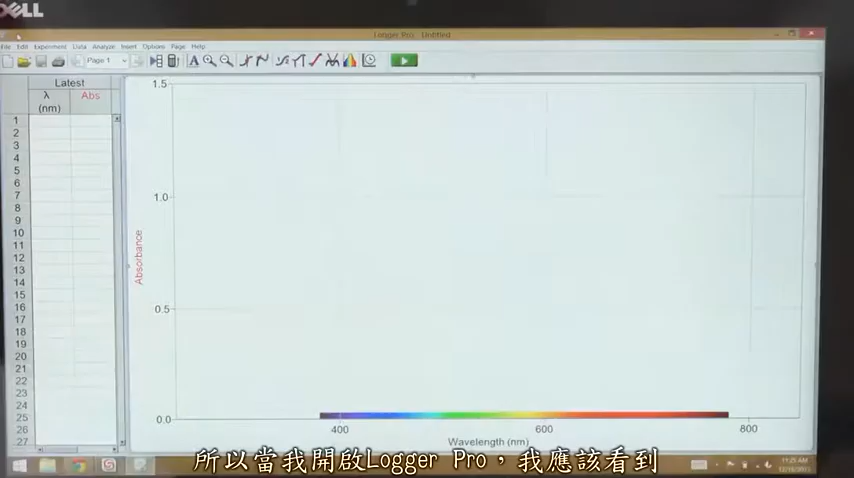 DELL
Logger Pro - Untitled
File Edit Experiment Data Analyze Insert Options Page Help
Page 1
Latest
λ Abs
(nm)
1
2
3
4
5
6
7
8
9
10
11
12
13
14
15
16
17
18
19
20
21
22
23
24
25
26
27
1.5
1.0
0.5
0.0
Absorbance
400 600 800
Wavelength (nm)
所以當我開啟Logger Pro，我應該看到